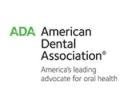 ADA American
Dental
Association®
America's leading
advocate for oral health